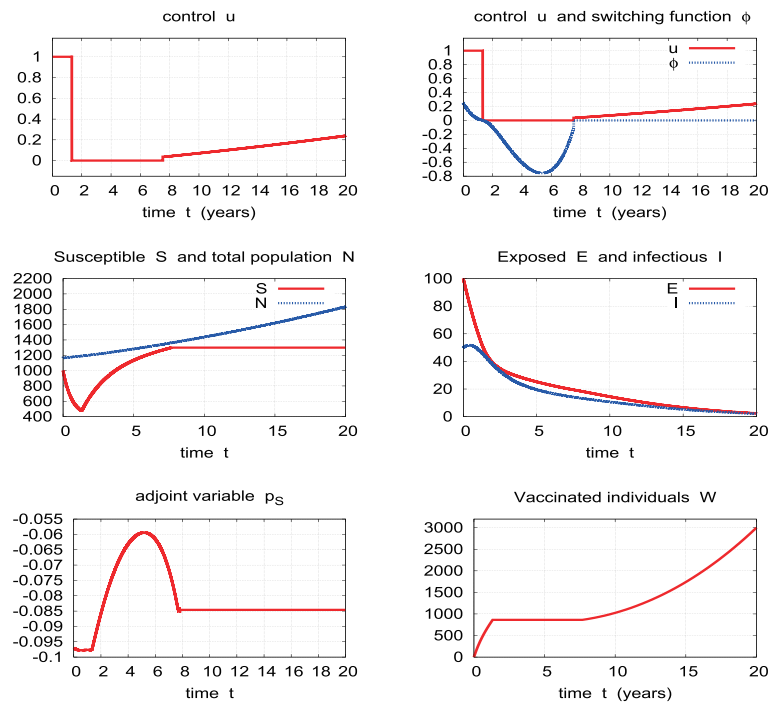 control u
1
0.8
0.6
0.4
0.2
0
0 2 4 6 8 10 12 14 16 18 20
time t (years)
control u and switching function ϕ
u
ϕ
1
0.8
0.6
0.4
0.2
0
-0.2
-0.4
-0.6
-0.8
0 2 4 6 8 10 12 14 16 18 20
time t (years)
Susceptible S and total population N
S
N
2200
2000
1800
1600
1400
1200
1000
800
600
400
0 5 10 15 20
time t
Exposed E and infectious I
E
I
100
80
60
40
20
0
0 5 10 15 20
time t
adjoint variable pS
-0.055
-0.06
-0.065
-0.07
-0.075
-0.08
-0.085
-0.09
-0.095
-0.1
0 2 4 6 8 10 12 14 16 18 20
time t
Vaccinated individuals W
3000
2500
2000
1500
1000
500
0
0 5 10 15 20
time t (years)